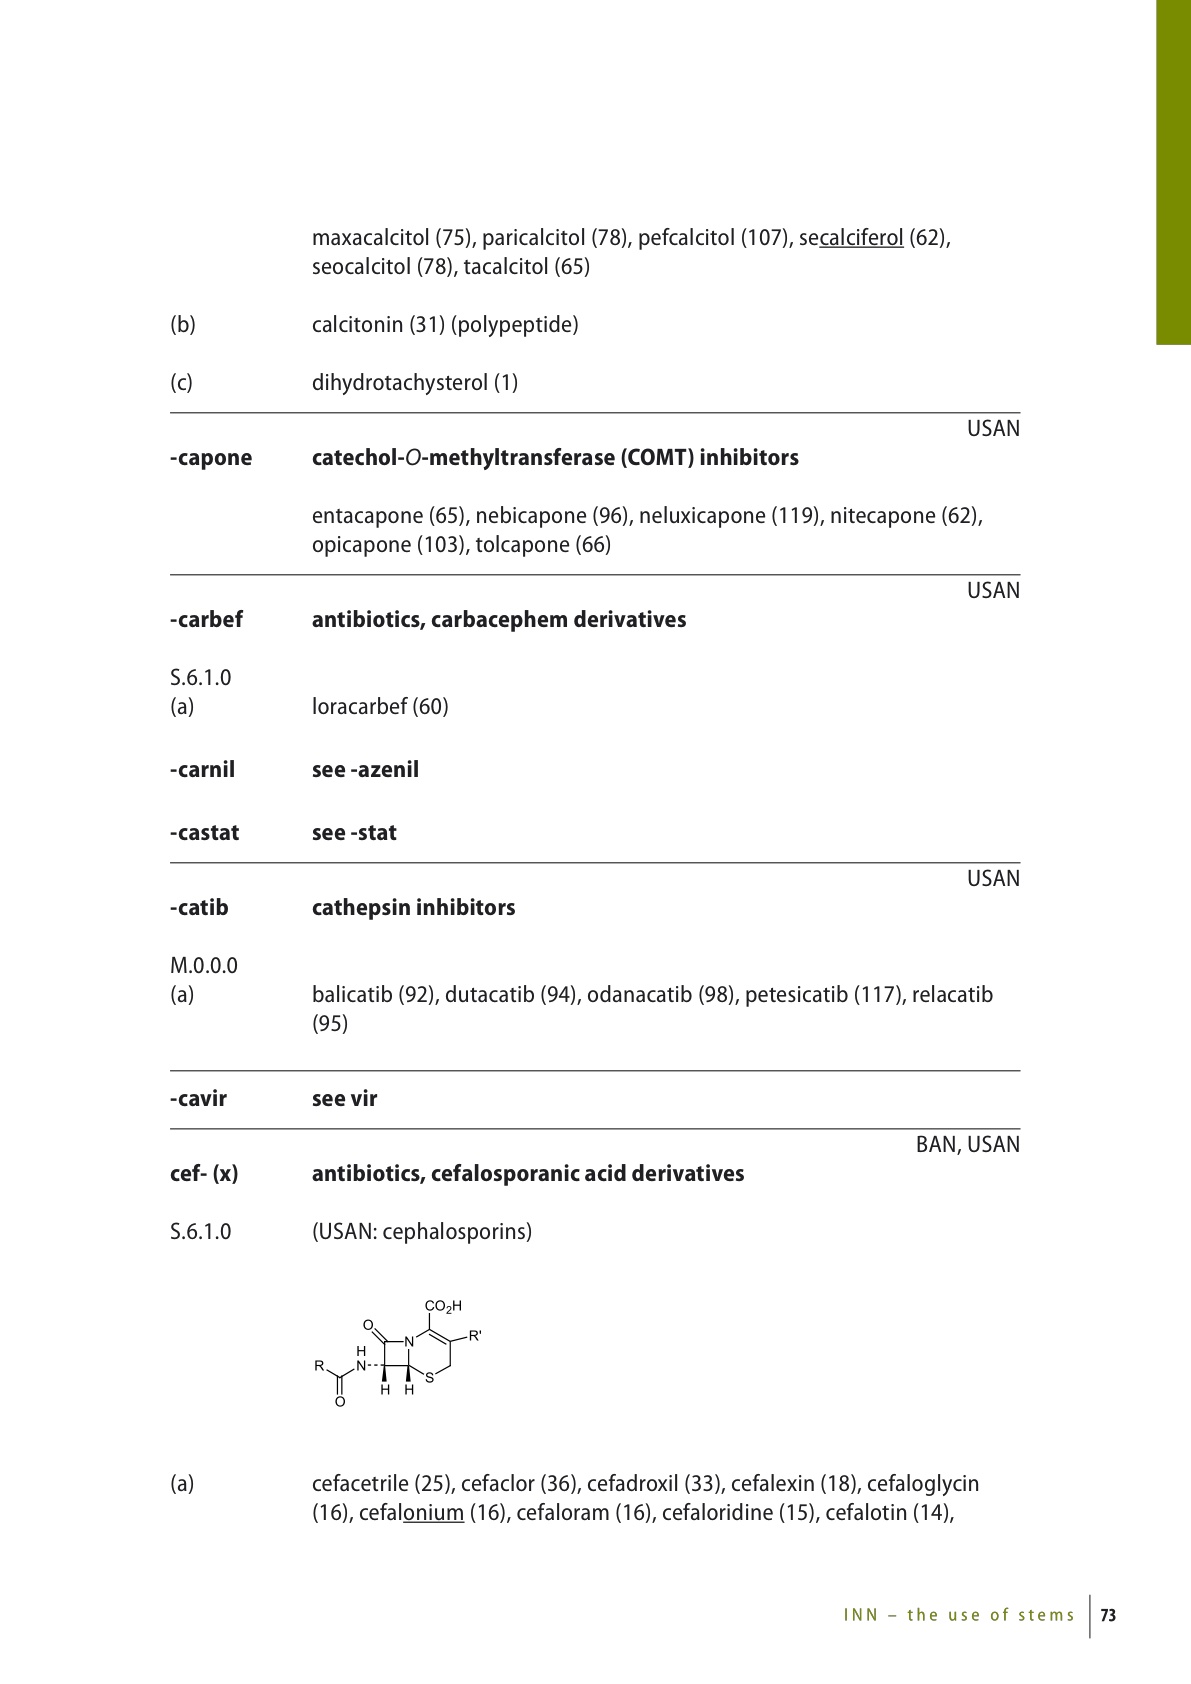 maxacalcitol (75), paricalcitol (78), pefcalcitol (107), secalciferol (62),
seocalcitol (78), tacalcitol (65)
(b) calcitonin (31) (polypeptide)
(c) dihydrotachysterol (1)
USAN
-capone catechol-O-methyltransferase (COMT) inhibitors
entacapone (65), nebicapone (96), neluxicapone (119), nitecapone (62),
opicapone (103), tolcapone (66)
USAN
-carbef antibiotics, carbacephem derivatives
S.6.1.0
(a) loracarbef (60)
-carnil see -azenil
-castat see -stat
USAN
-catib cathepsin inhibitors
M.0.0.0
(a) balicatib (92), dutacatib (94), odanacatib (98), petesicatib (117), relacatib
(95)
-cavir see vir
BAN, USAN
cef- (x) antibiotics, cefalosporanic acid derivatives
S.6.1.0 (USAN: cephalosporins)
CO2H
O
N R'
H
R N
S
H H
O
(a) cefacetrile (25), cefaclor (36), cefadroxil (33), cefalexin (18), cefaloglycin
(16), cefalonium (16), cefaloram (16), cefaloridine (15), cefalotin (14),
INN – the use of stems 73